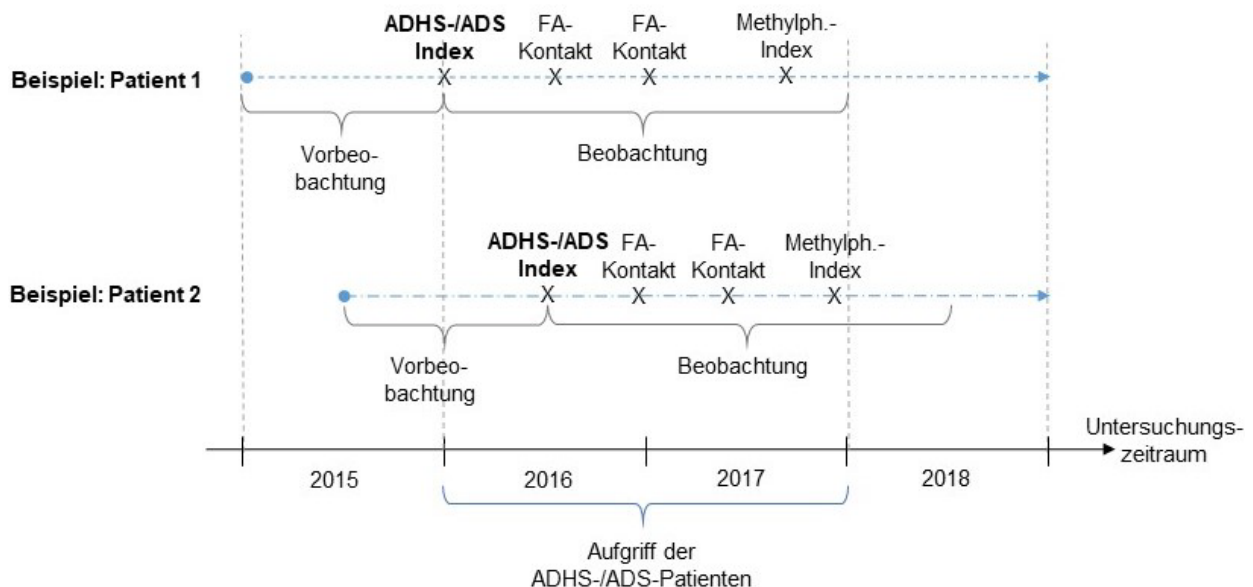 ADHS-/ADS
Index
FA-
Kontakt
FA-
Kontakt
Methylph.-
Index
Beispiel: Patient 1
Vorbeo-
bachtung
Beobachtung
ADHS-/ADS
Index
FA-
Kontakt
FA-
Kontakt
Methylph.-
Index
Beispiel: Patient 2
Vorbeo-
bachtung
Beobachtung
Untersuchungs-
zeitraum
2015
2016
2017
2018
Aufgriff der
ADHS-/ADS-Patienten